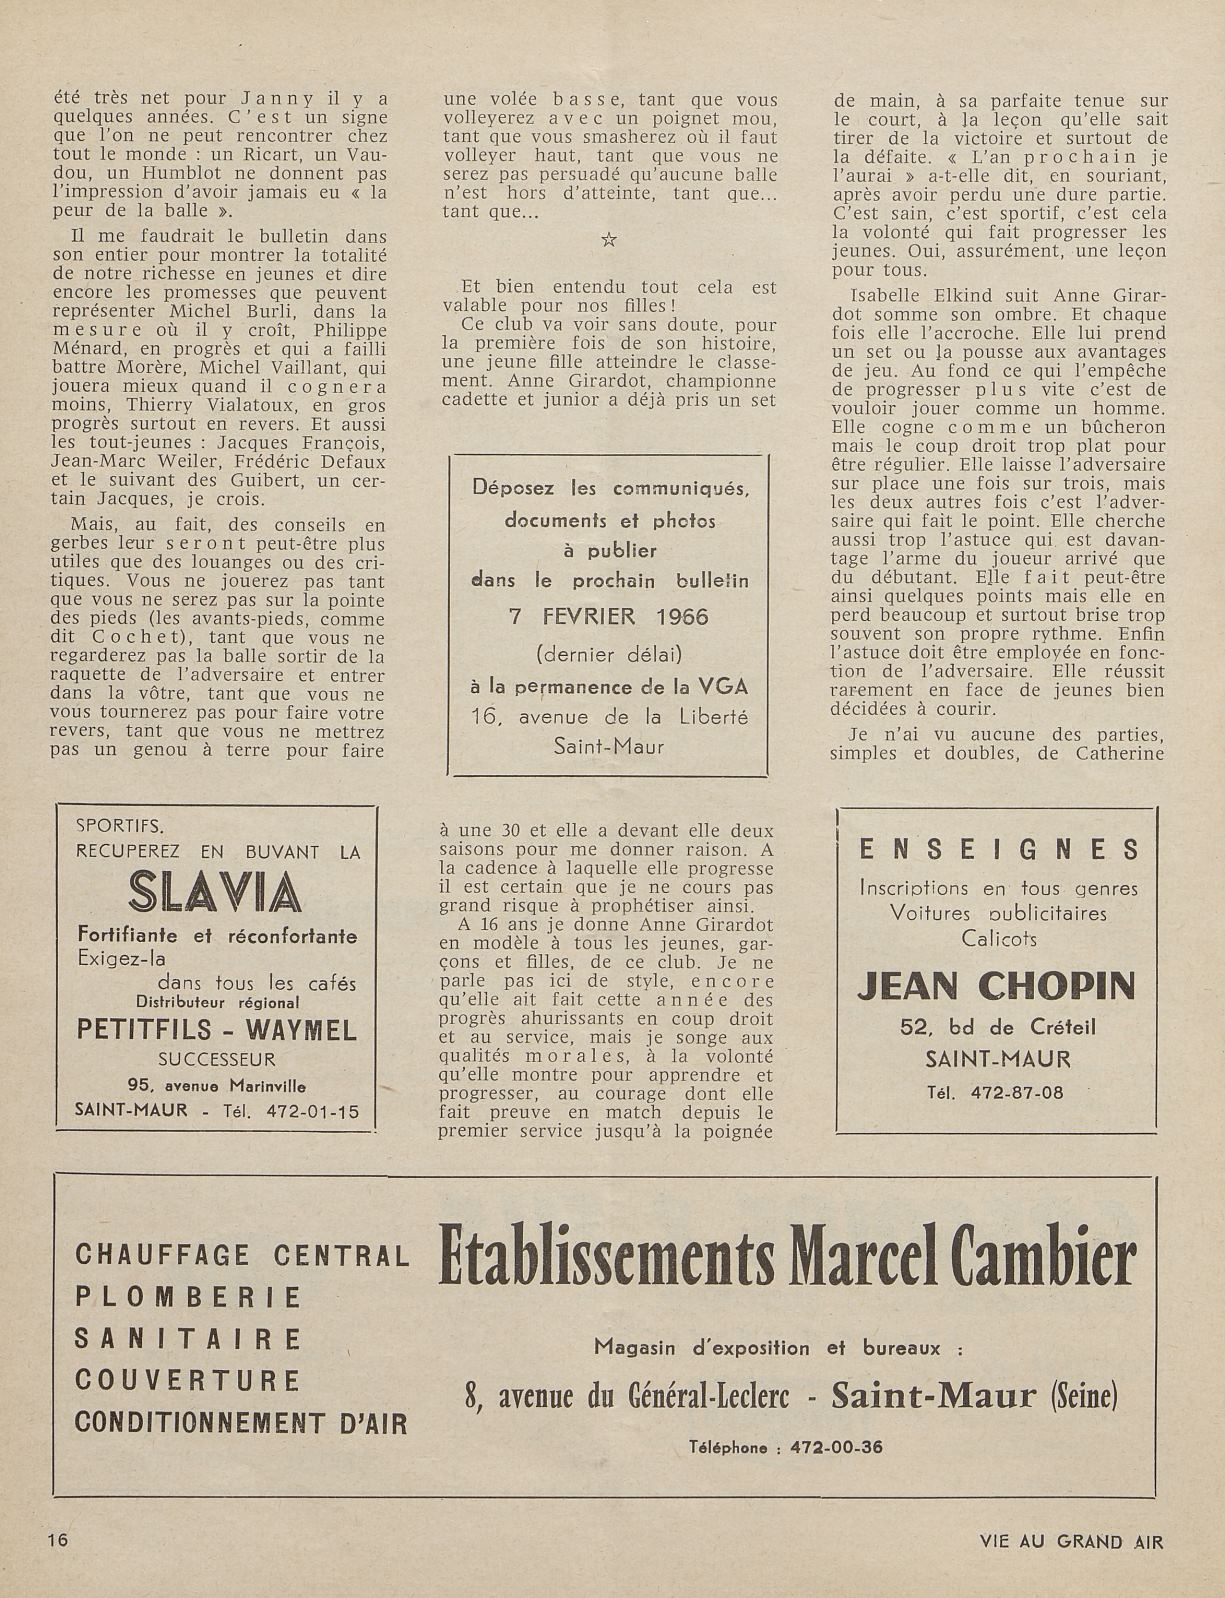 été très net pour Janny il y a
quelques années. C'est un signe
que l'on ne peut rencontrer chez
tout le monde : un Ricart, un Vau-
dou, un Humblot ne donnent pas
l'impression d'avoir jamais eu « la
peur de la balle ».
Il me faudrait le bulletin dans
son entier pour montrer la totalité
de notre richesse en jeunes et dire
encore les promesses que peuvent
représenter Michel Burli, dans la
mesure où il y croît, Philippe
Ménard, en progrès et qui a failli
battre Morère, Michel Vaillant, qui
jouera mieux quand il cognera
moins, Thierry Vialatoux, en gros
progrès surtout en revers. Et aussi
les tout-jeunes : Jacques François,
Jean-Marc Weiler, Frédéric Defaux
et le suivant des Guibert, un cer-
tain Jacques, je crois.
Mais, au fait, des conseils en
gerbes leur seront peut-être plus
utiles que des louanges ou des cri-
tiques. Vous ne jouerez pas tant
que vous ne serez pas sur la pointe
des pieds (les avants-pieds, comme
dit Cochet), tant que vous ne
regarderez pas la balle sortir de la
raquette de l'adversaire et entrer
dans la vôtre, tant que vous ne
vous tournerez pas pour faire votre
revers, tant que vous ne mettrez
pas un genou à terre pour faire
une volée basse, tant que vous
volleyerez avec un poignet mou,
tant que vous smasherez où il faut
volleyer haut, tant que vous ne
serez pas persuadé qu'aucune balle
n'est hors d'atteinte, tant que...
tant que...
☆
Et bien entendu tout cela est
valable pour nos filles !
Ce club va voir sans doute, pour
la première fois de son histoire,
une jeune fille atteindre le classe-
ment. Anne Girardot, championne
cadette et junior a déjà pris un set
Déposez les communiqués,
documents et photos
à publier
dans le prochain bulletin
7 FEVRIER 1966
(dernier délai)
à la permanence de la VGA
16, avenue de la Liberté
Saint-Maur
à une 30 et elle a devant elle deux
saisons pour me donner raison. A
la cadence à laquelle elle progresse
il est certain que je ne cours pas
grand risque à prophétiser ainsi.
A 16 ans je donne Anne Girardot
en modèle à tous les jeunes, gar-
çons et filles, de ce club. Je ne
parle pas ici de style, encore
qu'elle ait fait cette année des
progrès ahurissants en coup droit
et au service, mais je songe aux
qualités morales, à la volonté
qu'elle montre pour apprendre et
progresser, au courage dont elle
fait preuve en match depuis le
premier service jusqu'à la poignée
de main, à sa parfaite tenue sur
le court, à la leçon qu'elle sait
tirer de la victoire et surtout de
la défaite. « L'an prochain je
l'aurai » a-t-elle dit, en souriant,
après avoir perdu une dure partie.
C'est sain, c'est sportif, c'est cela
la volonté qui fait progresser les
jeunes. Oui, assurément, une leçon
pour tous.
Isabelle Elkind suit Anne Girar-
dot somme son ombre. Et chaque
fois elle l'accroche. Elle lui prend
un set ou la pousse aux avantages
de jeu. Au fond ce qui l'empêche
de progresser plus vite c'est de
vouloir jouer comme un homme.
Elle cogne comme un bûcheron
mais le coup droit trop plat pour
être régulier. Elle laisse l'adversaire
sur place une fois sur trois, mais
les deux autres fois c'est l'adver-
saire qui fait le point. Elle cherche
aussi trop l'astuce qui est davan-
tage l'arme du joueur arrivé que
du débutant. Elle fait peut-être
ainsi quelques points mais elle en
perd beaucoup et surtout brise trop
souvent son propre rythme. Enfin
l'astuce doit être employée en fonc-
tion de l'adversaire. Elle réussit
rarement en face de jeunes bien
décidées à courir.
Je n'ai vu aucune des parties,
simples et doubles, de Catherine
SPORTIFS.
RECUPEREZ EN BUVANT LA
SLAVIA
Fortifiante et réconfortante
Exigez-la
dans tous les cafés
Distributeur régional
PETITFILS - WAYMEL
SUCCESSEUR
95, avenue Marinville
SAINT-MAUR - Tél. 472-01-15
ENSEIGNES
Inscriptions en tous genres
Voitures publicitaires
Calicots
JEAN CHOPIN
52, bd de Créteil
SAINT-MAUR
Tél. 472-87-08
CHAUFFAGE CENTRAL
PLOMBERIE
SANITAIRE
COUVERTURE
CONDITIONNEMENT D'AIR
Etablissements Marcel Cambier
Magasin d'exposition et bureaux :
8, avenue du Général-Leclerc - Saint-Maur (Seine)
Téléphone : 472-00-36
16
VIE AU GRAND AIR